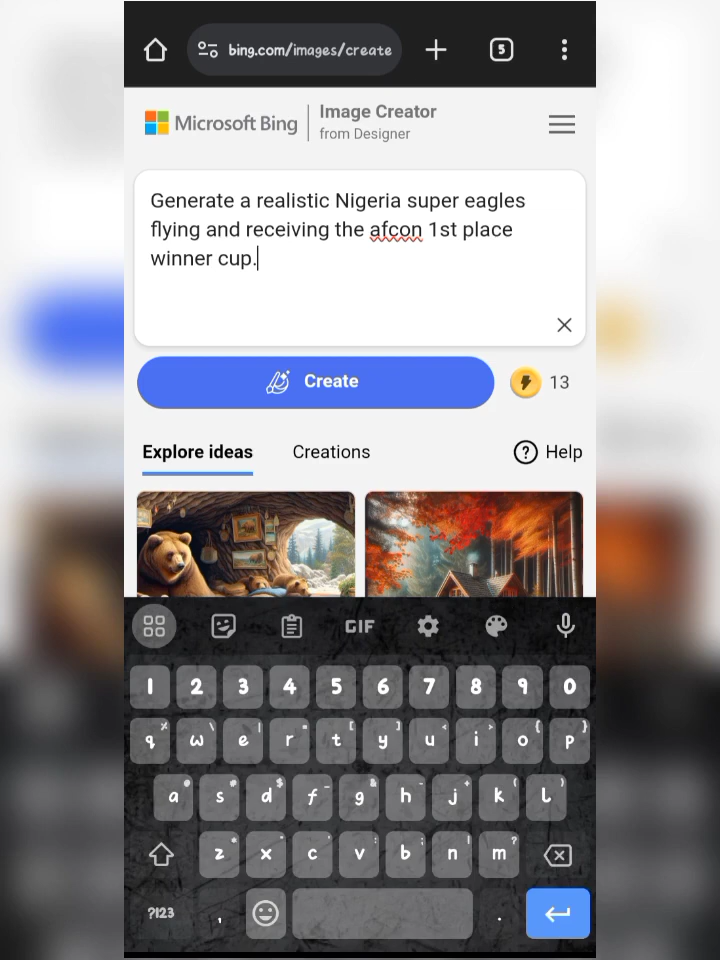 bing.com/images/create
5
Microsoft Bing
Image Creator
from Designer
Generate a realistic Nigeria super eagles
flying and receiving the afcon 1st place
winner cup.
Create
13
Explore ideas
Creations
Help
GIF
1 2 3 4 5 6 7 8 9 0
q w e r t y u i o p
a s d f g h j k l
z x c v b n m
?123 , .